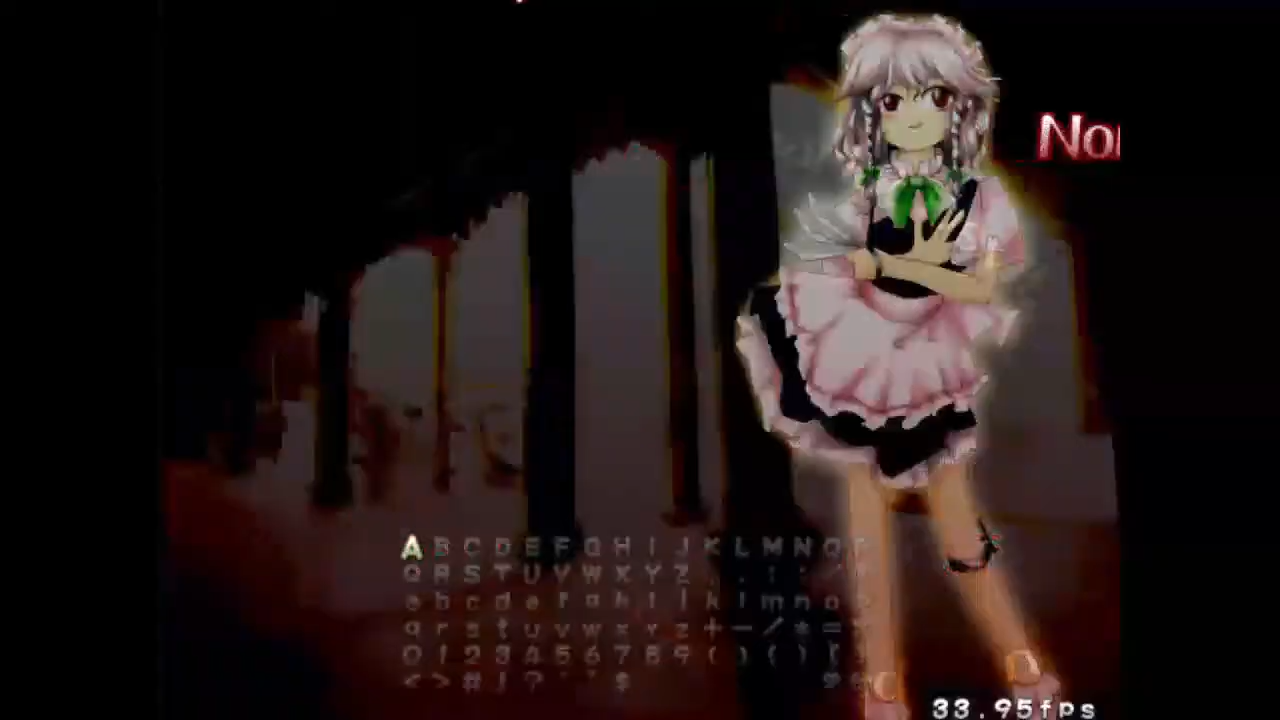 No
A B C D E F G H I J K L M N O P
Q R S T U V W X Y Z . , : ; /
a b c d e f g h i j k l m n o p
q r s t u v w x y z + - / * =
0 1 2 3 4 5 6 7 8 9 ( ) { } [ ]
< > # ! ? ' " $ @
33.95fps